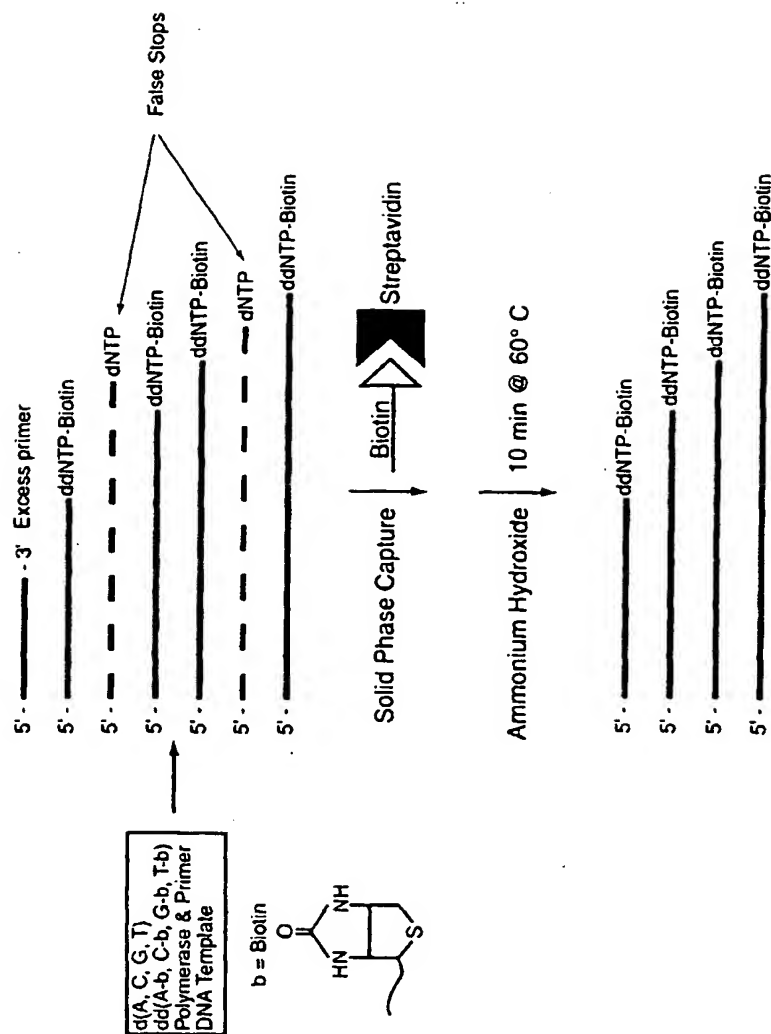 d(A, C, G, T)
dd(A-b, C-b, G-b, T-b)
Polymerase & Primer
DNA Template
b = Biotin
O
HN
NH
S
5' - - 3' Excess primer
5' - ddNTP-Biotin
5' - dNTP
5' - ddNTP-Biotin
5' - ddNTP-Biotin
5' - dNTP
5' - ddNTP-Biotin
False Stops
Solid Phase Capture
Biotin
Streptavidin
Ammonium Hydroxide 10 min @ 60° C
5' - ddNTP-Biotin
5' - ddNTP-Biotin
5' - ddNTP-Biotin
5' - ddNTP-Biotin